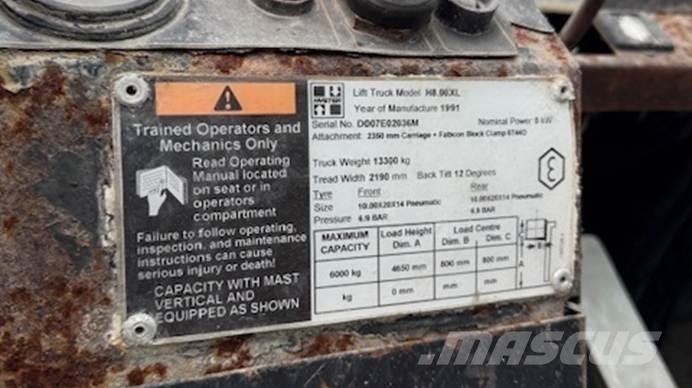 Trained Operators and
Mechanics Only
Read Operating
Manual located
on seat or in
operators
compartment
Failure to follow operating,
inspection, and maintenance
instructions can cause
serious injury or death!
CAPACITY WITH MAST
VERTICAL AND
EQUIPPED AS SHOWN
HYSTER
Lift Truck Model H8.00XL
Year of Manufacture 1991
Serial No. D007E02036M Nominal Power 0 kW
Attachment: 2350 mm Carriage + Fabcon Block Clamp 6T44D
Truck Weight 13300 kg
Tread Width 2190 mm Back Tilt 12 Degrees
Tyre Front Rear
Size 10.00X20X14 Pneumatic 10.00X20X14 Pneumatic
Pressure 6.9 BAR 6.9 BAR
MAXIMUM CAPACITY Load Height Dim. A Load Centre Dim. B Dim. C
6000 kg 4650 mm 800 mm 800 mm
kg 0 mm mm mm
B
A
MASCUS